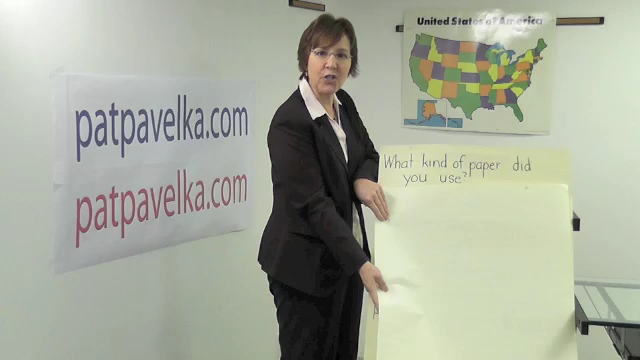 patpavelka.com
patpavelka.com
United States of America
What kind of paper did
you use?